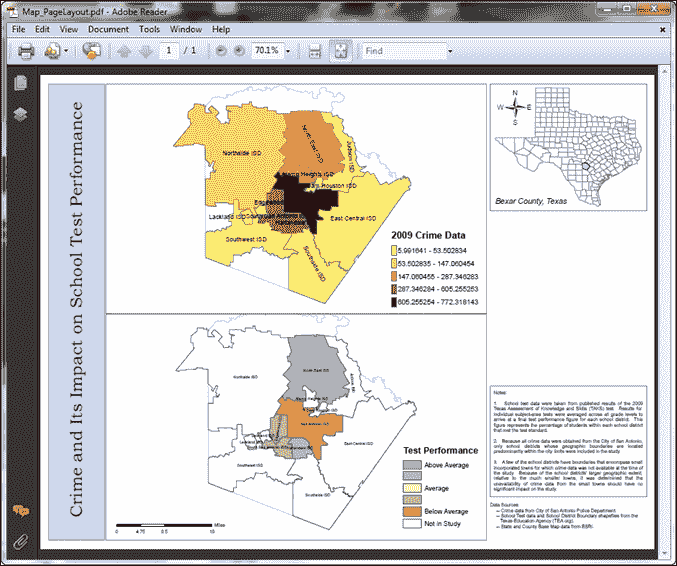 Map_PageLayout.pdf - Adobe Reader
File Edit View Document Tools Window Help
1 / 1 70.1% Find
Crime and Its Impact on School Test Performance
Northside ISD
North East ISD
Judson ISD
Alamo Heights ISD
Sam Houston ISD
Lackland ISD
East Central ISD
Southwest ISD
Southside ISD
2009 Crime Data
5.991641 - 53.502834
53.502835 - 147.060454
147.060455 - 287.346283
287.346284 - 605.255253
605.255254 - 772.318143
N
W E
S
Bexar County, Texas
Northside ISD
North East ISD
San Antonio ISD
East Central ISD
Southwest ISD
Southside ISD
Test Performance
Above Average
Average
Below Average
Not in Study
Miles
0 4.75 9.5 19
Notes:
1. School test data were taken from published results of the 2009
Texas Assessment of Knowledge and Skills (TAKS) test. Results for
individual subject-area tests were averaged across all grade levels to
arrive at a final test performance figure for each school district. This
figure represents the percentage of students within each school district
that met the test standard.
2. Because all crime data were obtained from the City of San Antonio,
only school districts whose geographic boundaries are located
predominantly within the city limits were included in the study.
3. A few of the school districts have boundaries that encompass small
incorporated towns for which crime data was not available at the time of
the study. Because of the school districts' larger geographic extent,
relative to the much smaller towns, it was determined that the
unavailability of crime data from the small towns should have no
significant impact on the study.
Data Sources:
-- Crime data from City of San Antonio Police Department
-- School Test data and School District Boundary shapefiles from the
Texas Education Agency (TEA.org).
-- State and County Base Map data from ESRI.